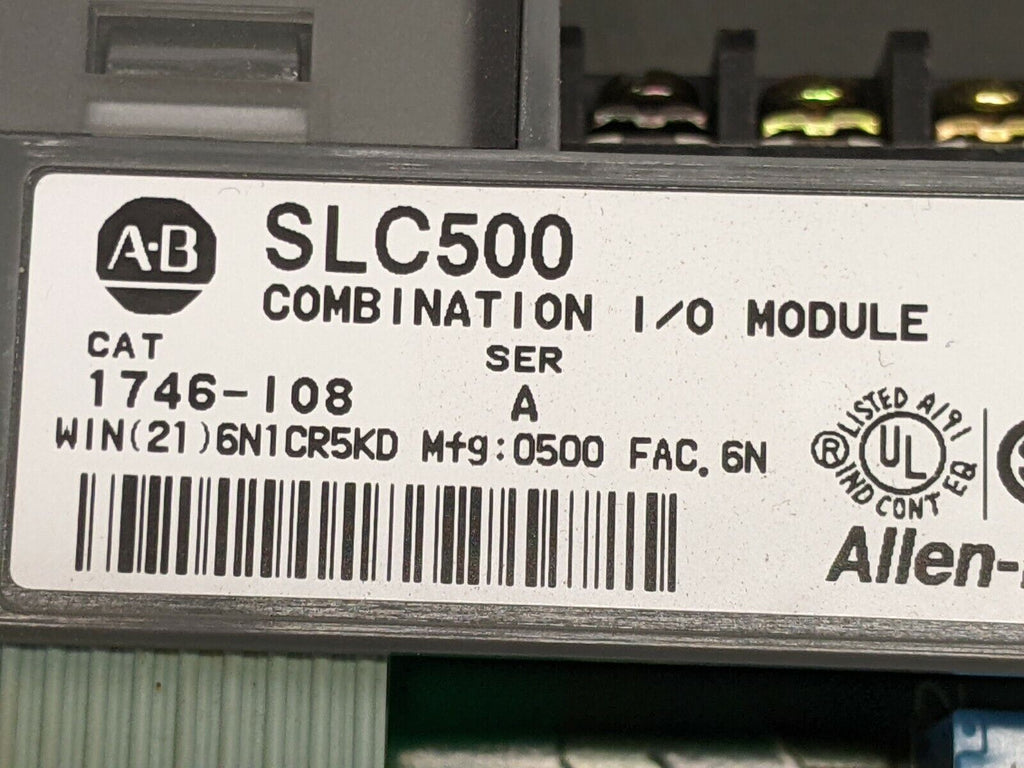 A·B
SLC500
COMBINATION I/O MODULE
CAT
SER
1746-IO8
A
WIN(21)6N1CR5KD Mfg:0500 FAC. 6N
LISTED A191
® UL
IND CONT EQ
Allen-